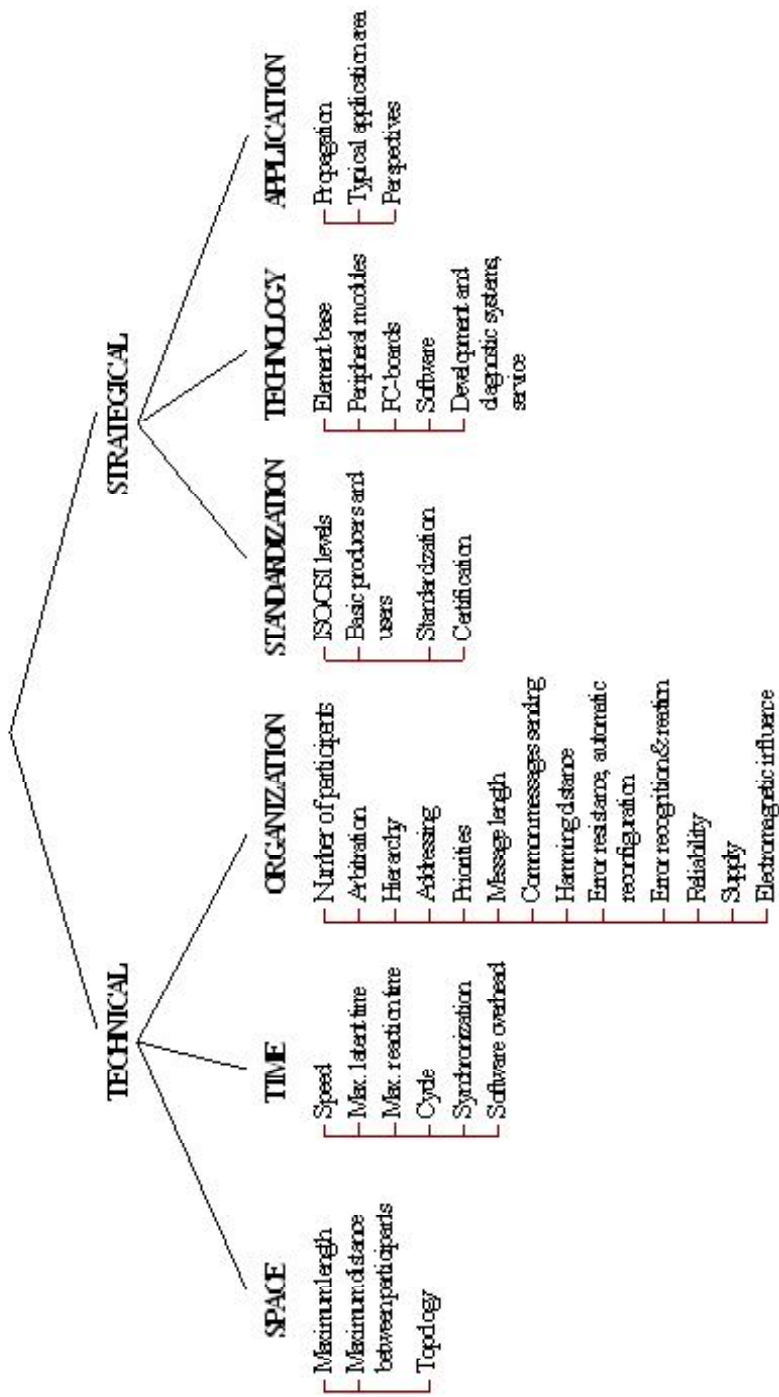 TECHNICAL
STRATEGICAL
SPACE
Maximum length
Maximum distance
between participants
Topology
TIME
Speed
Max. latent time
Max. reaction time
Cycle
Synchronization
Software overhead
ORGANIZATION
Number of participants
Arbitration
Hierarchy
Addressing
Priorities
Message length
Common messages sending
Hamming distance
Error resistance, automatic
reconfiguration
Error recognition & reaction
Reliability
Supply
Electromagnetic influence
STANDARDIZATION
ISO/OSI levels
Basic producers and
users
Standardization
Certification
TECHNOLOGY
Element base
Peripheral modules
PC-boards
Software
Development and
diagnostic systems,
service
APPLICATION
Propagation
Typical application area
Perspectives